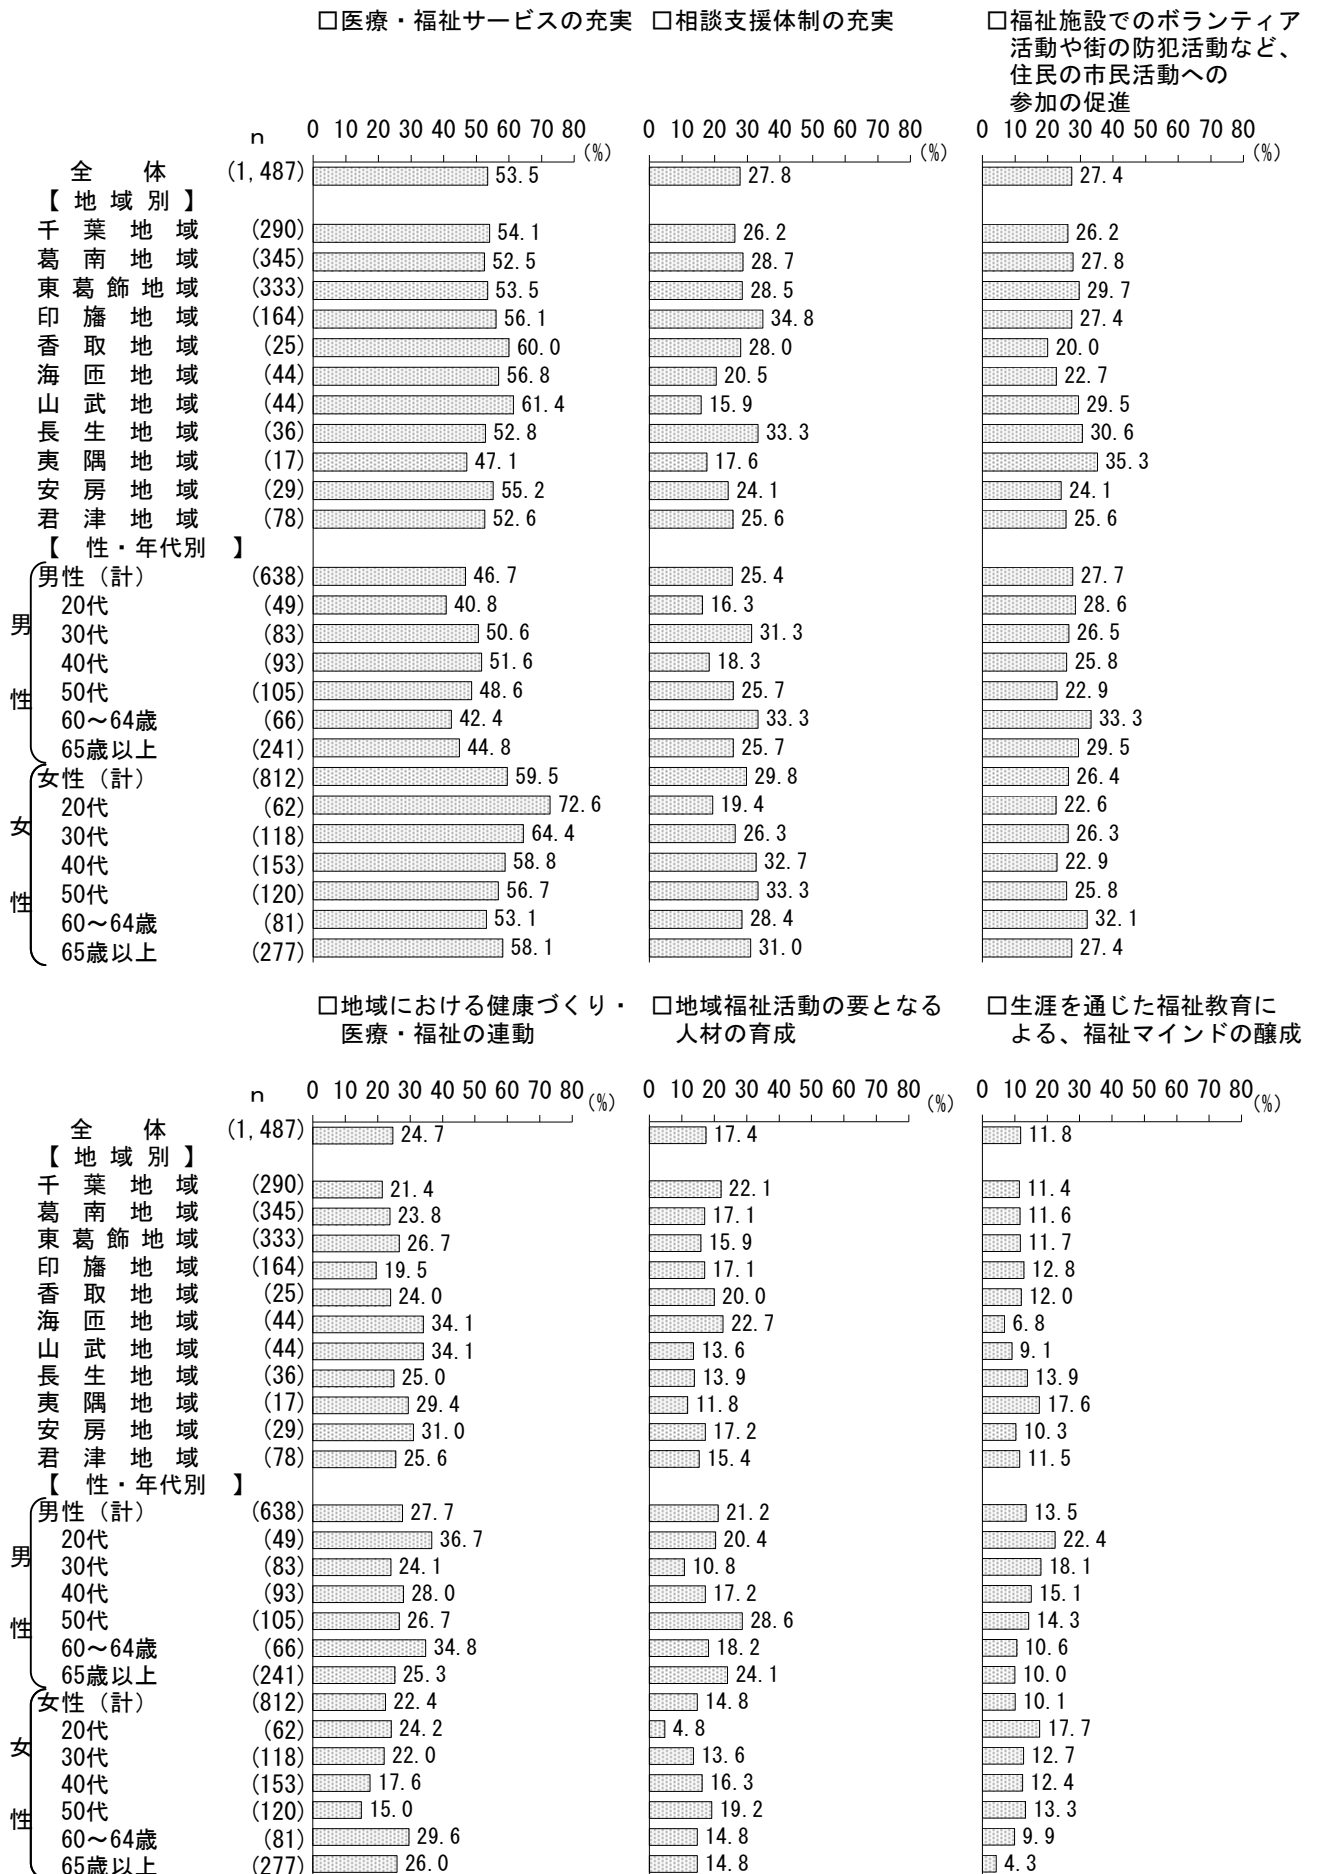 □医療・福祉サービスの充実 □相談支援体制の充実 □福祉施設でのボランティア
活動や街の防犯活動など、
住民の市民活動への
参加の促進
n 0 10 20 30 40 50 60 70 80 (%) 0 10 20 30 40 50 60 70 80 (%) 0 10 20 30 40 50 60 70 80 (%)
全体 (1,487) 53.5 27.8 27.4
【地域別】
千葉地域 (290) 54.1 26.2 26.2
葛南地域 (345) 52.5 28.7 27.8
東葛飾地域 (333) 53.5 28.5 29.7
印旛地域 (164) 56.1 34.8 27.4
香取地域 (25) 60.0 28.0 20.0
海匝地域 (44) 56.8 20.5 22.7
山武地域 (44) 61.4 15.9 29.5
長生地域 (36) 52.8 33.3 30.6
夷隅地域 (17) 47.1 17.6 35.3
安房地域 (29) 55.2 24.1 24.1
君津地域 (78) 52.6 25.6 25.6
【性・年代別】
男性
男性（計） (638) 46.7 25.4 27.7
20代 (49) 40.8 16.3 28.6
30代 (83) 50.6 31.3 26.5
40代 (93) 51.6 18.3 25.8
50代 (105) 48.6 25.7 22.9
60～64歳 (66) 42.4 33.3 33.3
65歳以上 (241) 44.8 25.7 29.5
女性
女性（計） (812) 59.5 29.8 26.4
20代 (62) 72.6 19.4 22.6
30代 (118) 64.4 26.3 26.3
40代 (153) 58.8 32.7 22.9
50代 (120) 56.7 33.3 25.8
60～64歳 (81) 53.1 28.4 32.1
65歳以上 (277) 58.1 31.0 27.4
□地域における健康づくり・ □地域福祉活動の要となる □生涯を通じた福祉教育に
医療・福祉の連動 人材の育成 よる、福祉マインドの醸成
n 0 10 20 30 40 50 60 70 80 (%) 0 10 20 30 40 50 60 70 80 (%) 0 10 20 30 40 50 60 70 80 (%)
全体 (1,487) 24.7 17.4 11.8
【地域別】
千葉地域 (290) 21.4 22.1 11.4
葛南地域 (345) 23.8 17.1 11.6
東葛飾地域 (333) 26.7 15.9 11.7
印旛地域 (164) 19.5 17.1 12.8
香取地域 (25) 24.0 20.0 12.0
海匝地域 (44) 34.1 22.7 6.8
山武地域 (44) 34.1 13.6 9.1
長生地域 (36) 25.0 13.9 13.9
夷隅地域 (17) 29.4 11.8 17.6
安房地域 (29) 31.0 17.2 10.3
君津地域 (78) 25.6 15.4 11.5
【性・年代別】
男性
男性（計） (638) 27.7 21.2 13.5
20代 (49) 36.7 20.4 22.4
30代 (83) 24.1 10.8 18.1
40代 (93) 28.0 17.2 15.1
50代 (105) 26.7 28.6 14.3
60～64歳 (66) 34.8 18.2 10.6
65歳以上 (241) 25.3 24.1 10.0
女性
女性（計） (812) 22.4 14.8 10.1
20代 (62) 24.2 4.8 17.7
30代 (118) 22.0 13.6 12.7
40代 (153) 17.6 16.3 12.4
50代 (120) 15.0 19.2 13.3
60～64歳 (81) 29.6 14.8 9.9
65歳以上 (277) 26.0 14.8 4.3